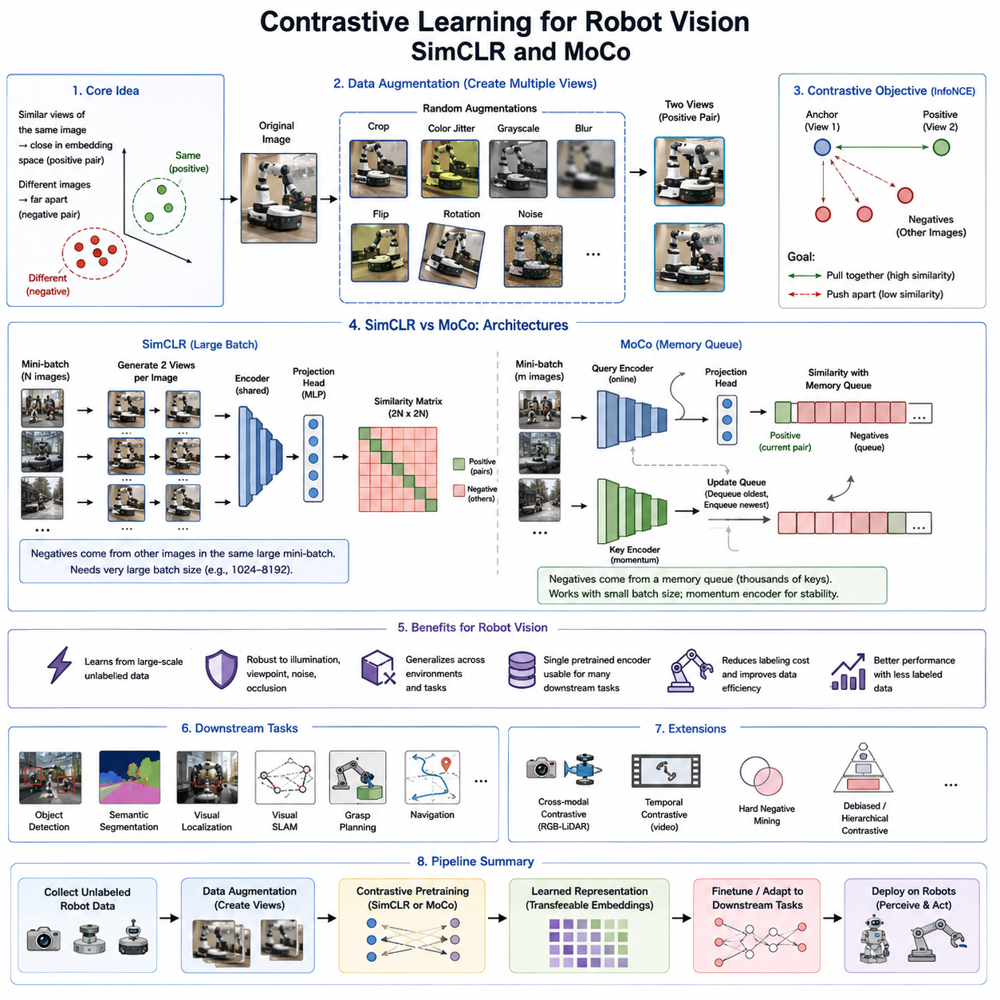 Contrastive Learning for Robot Vision
SimCLR and MoCo
1. Core Idea
Similar views of
the same image
→ close in embedding
space (positive pair)
Different images
→ far apart
(negative pair)
Same
(positive)
Different
(negative)
Original
Image
2. Data Augmentation (Create Multiple Views)
Random Augmentations
Crop
Color Jitter
Grayscale
Blur
Flip
Rotation
Noise
...
Two Views
(Positive Pair)
3. Contrastive Objective (InfoNCE)
Anchor
(View 1)
Positive
(View 2)
Negatives
(Other Images)
Goal:
Pull together (high similarity)
Push apart (low similarity)
4. SimCLR vs MoCo: Architectures
SimCLR (Large Batch)
Mini-batch
(N images)
...
Generate 2 Views
per Image
...
...
...
...
...
...
Encoder
(shared)
Projection
Head
(MLP)
Similarity Matrix
(2N x 2N)
Positive
(pairs)
Negative
(others)
Negatives come from other images in the same large mini-batch.
Needs very large batch size (e.g., 1024–8192).
MoCo (Memory Queue)
Mini-batch
(m images)
...
Query Encoder
(online)
Projection
Head
Similarity with
Memory Queue
...
Positive
(current pair)
Negatives
(queue)
Update Queue
(Dequeue oldest,
Enqueue newest)
...
Key Encoder
(momentum)
Negatives come from a memory queue (thousands of keys).
Works with small batch size; momentum encoder for stability.
5. Benefits for Robot Vision
Learns from large-scale
unlabelled data
Robust to illumination,
viewpoint, noise,
occlusion
Generalizes across
environments
and tasks
Single pretrained encoder
usable for many
downstream tasks
Reduces labeling cost
and improves data
efficiency
Better performance
with less labeled
data
6. Downstream Tasks
Object
Detection
Semantic
Segmentation
Visual
Localization
Visual
SLAM
Grasp
Planning
Navigation
...
7. Extensions
Cross-modal
Contrastive
(RGB-LiDAR)
Temporal
Contrastive
(video)
Hard Negative
Mining
Debiased /
Hierarchical
Contrastive
...
8. Pipeline Summary
Collect Unlabeled
Robot Data
Data Augmentation
(Create Views)
Contrastive Pretraining
(SimCLR or MoCo)
Learned Representation
(Transfeeable Embeddings)
Finetune / Adapt to
Downstream Tasks
Deploy on Robots
(Perceive & Act)